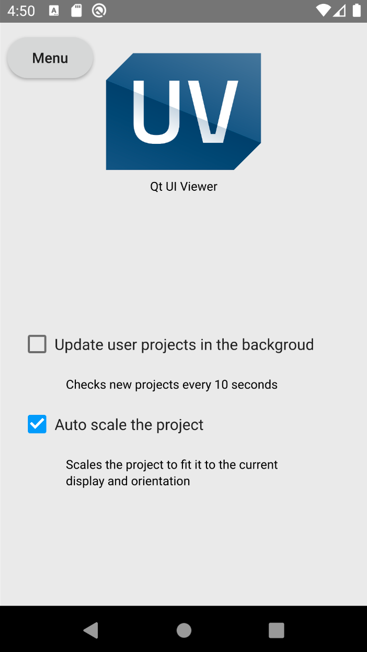 4:50
Menu
UV
Qt UI Viewer
Update user projects in the backgroud
Checks new projects every 10 seconds
Auto scale the project
Scales the project to fit it to the current
display and orientation